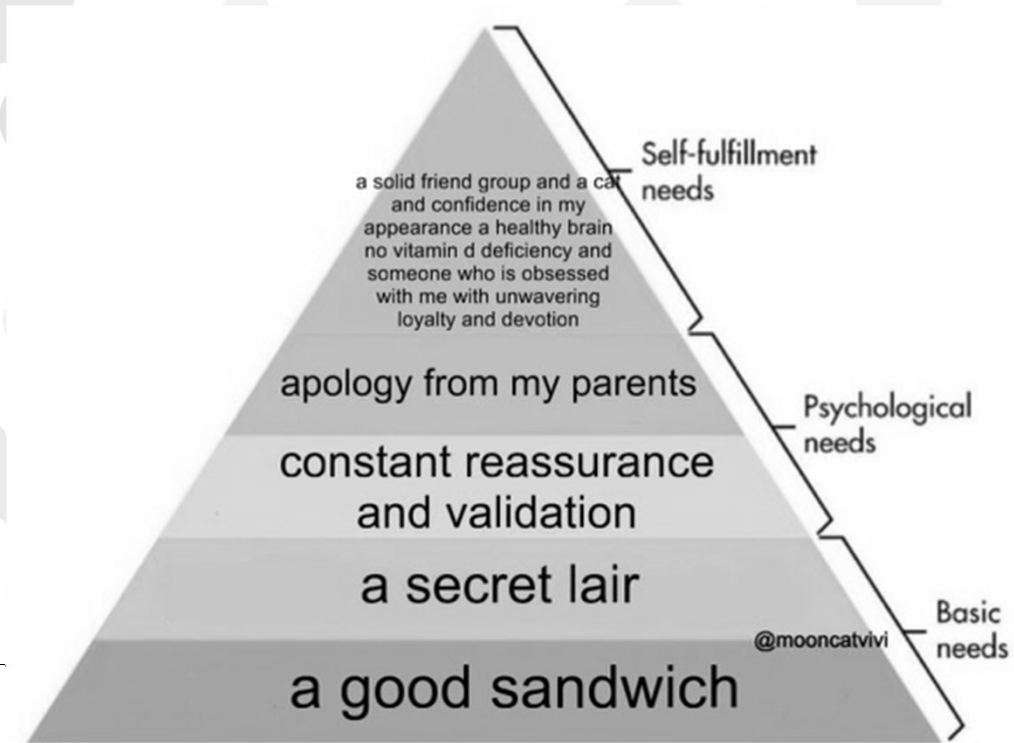 Self-fulfillment
needs
a solid friend group and a cat
and confidence in my
appearance a healthy brain
no vitamin d deficiency and
someone who is obsessed
with me with unwavering
loyalty and devotion
apology from my parents
Psychological
needs
constant reassurance
and validation
a secret lair
Basic
needs
@mooncatvivi
a good sandwich